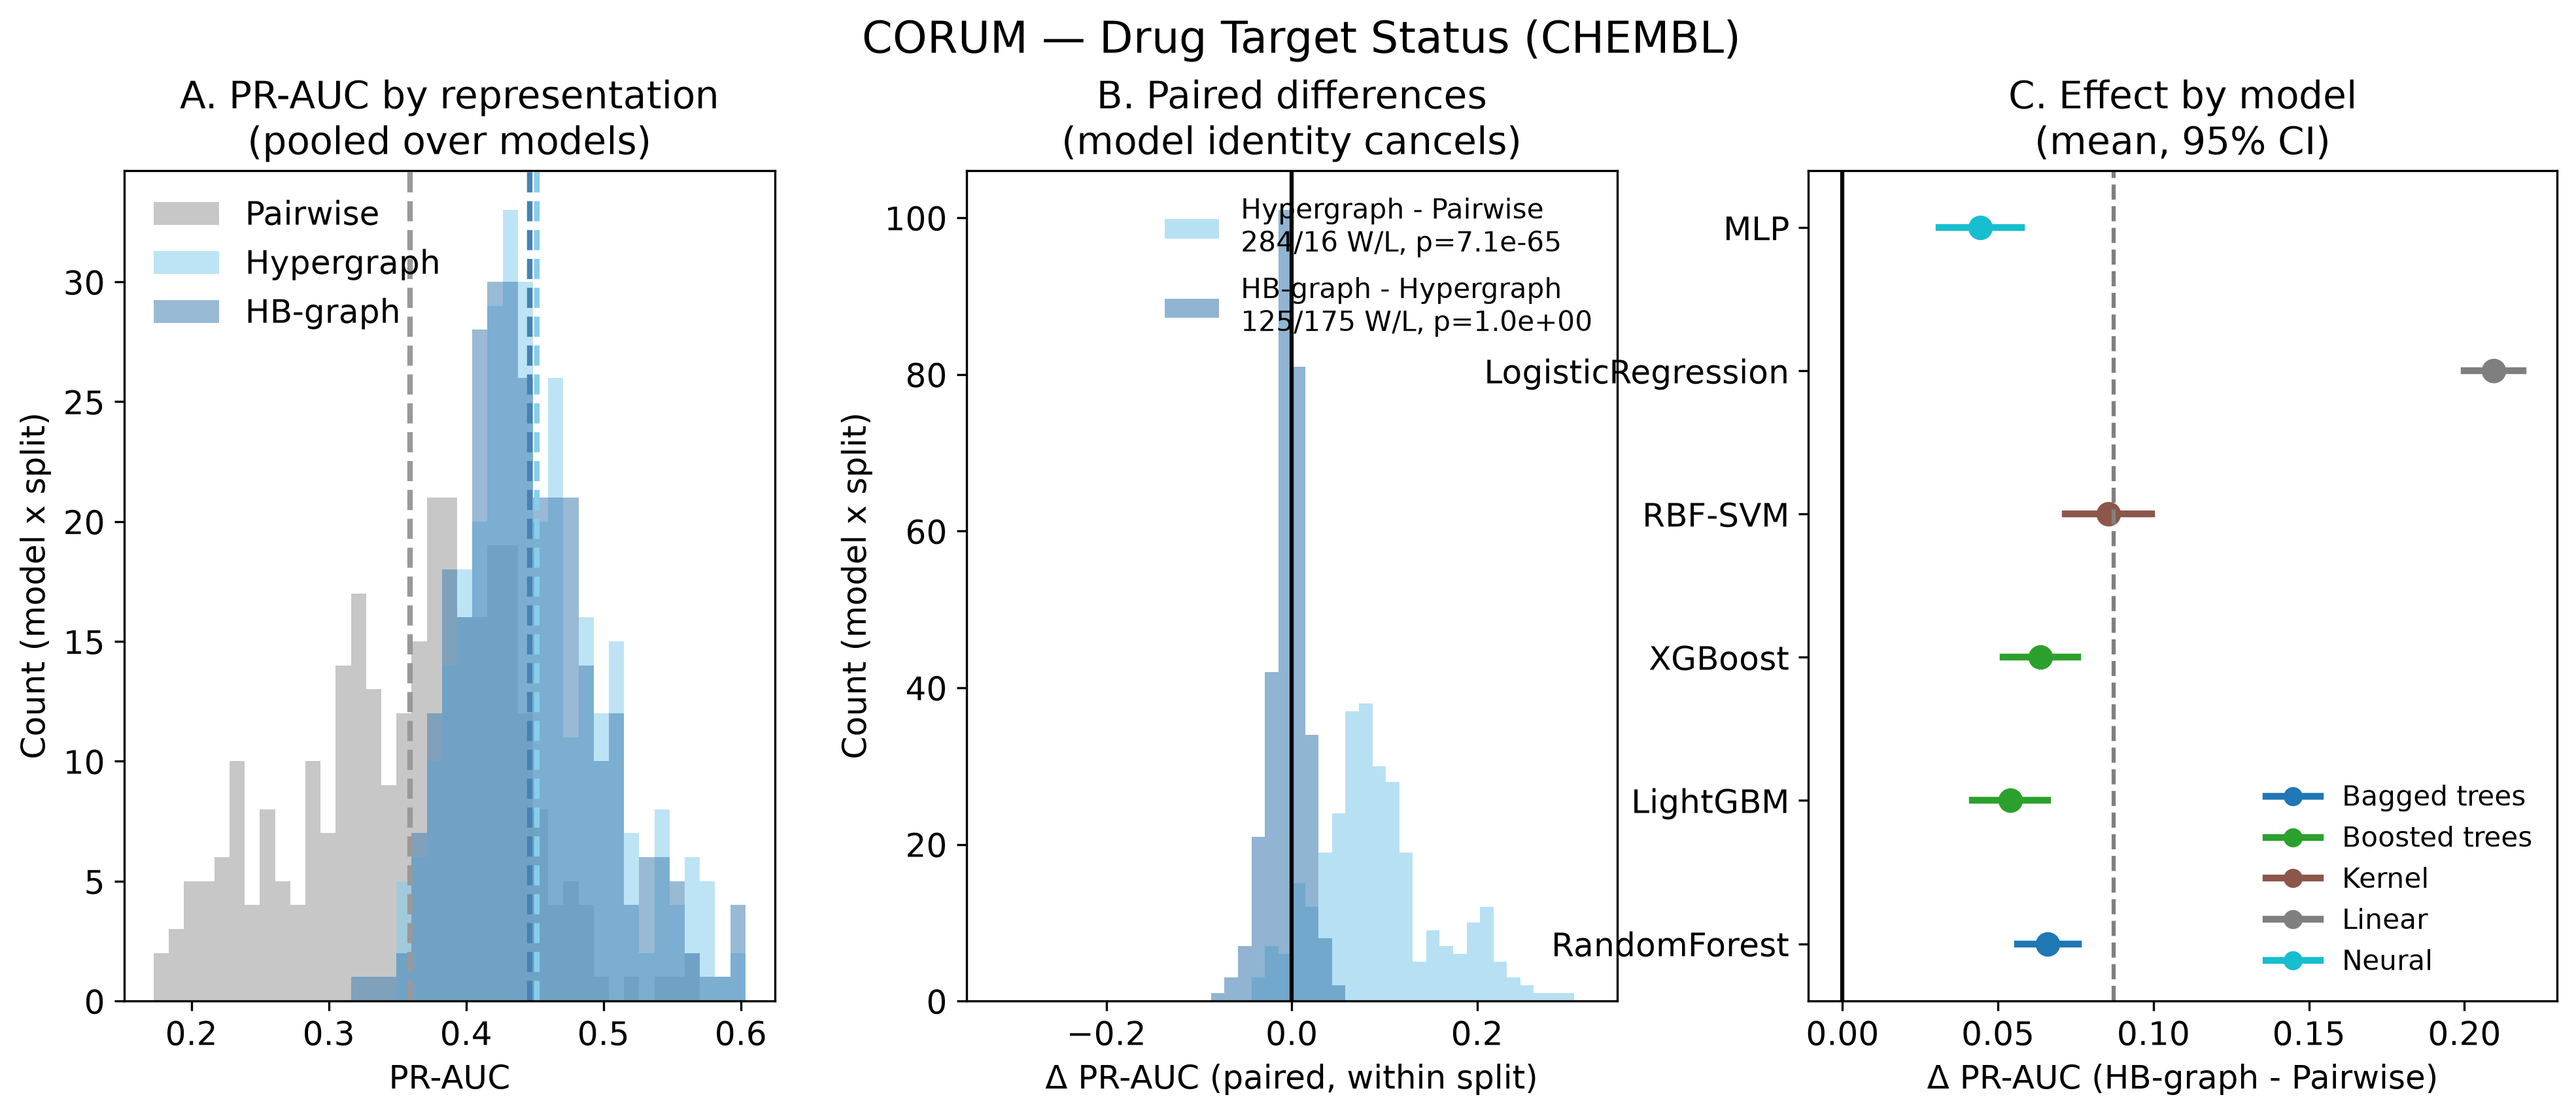 CORUM — Drug Target Status (CHEMBL)
A. PR-AUC by representation
(pooled over models)
Pairwise
Hypergraph
HB-graph
Count (model x split)
0
5
10
15
20
25
30
0.2
0.3
0.4
0.5
0.6
PR-AUC
B. Paired differences
(model identity cancels)
Hypergraph - Pairwise
284/16 W/L, p=7.1e-65
HB-graph - Hypergraph
125/175 W/L, p=1.0e+00
Count (model x split)
0
20
40
60
80
100
−0.2
0.0
0.2
Δ PR-AUC (paired, within split)
C. Effect by model
(mean, 95% CI)
MLP
LogisticRegression
RBF-SVM
XGBoost
LightGBM
RandomForest
Bagged trees
Boosted trees
Kernel
Linear
Neural
0.00
0.05
0.10
0.15
0.20
Δ PR-AUC (HB-graph - Pairwise)